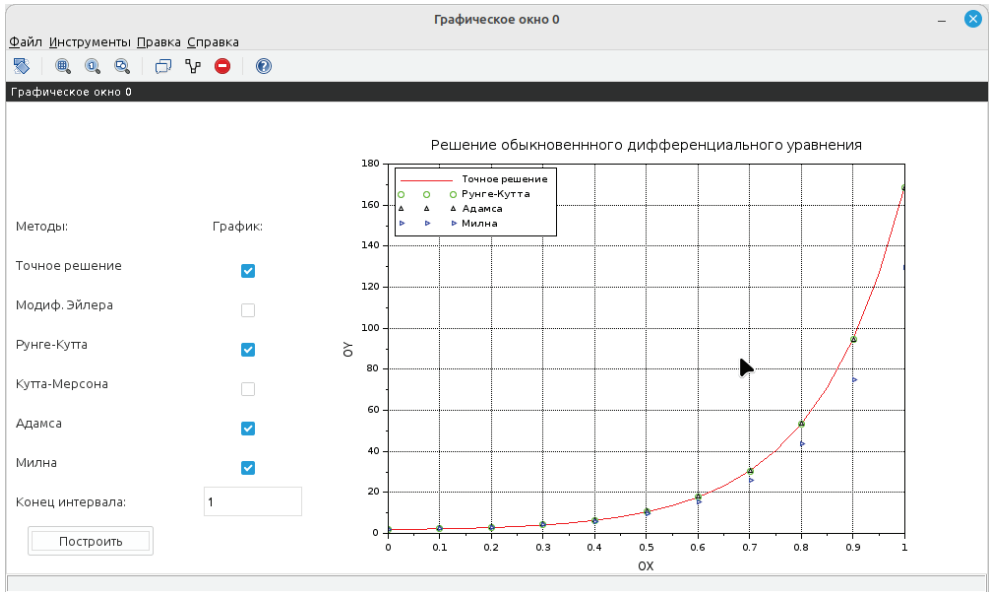 Графическое окно 0
Файл Инструменты Правка Справка
Графическое окно 0
Методы: График:
Точное решение
Модиф. Эйлера
Рунге-Кутта
Кутта-Мерсона
Адамса
Милна
Конец интервала: 1
Построить
Решение обыкновеннного дифференциального уравнения
Точное решение
Рунге-Кутта
Адамса
Милна
180
160
140
120
100
80
60
40
20
0
OY
0 0.1 0.2 0.3 0.4 0.5 0.6 0.7 0.8 0.9 1
OX